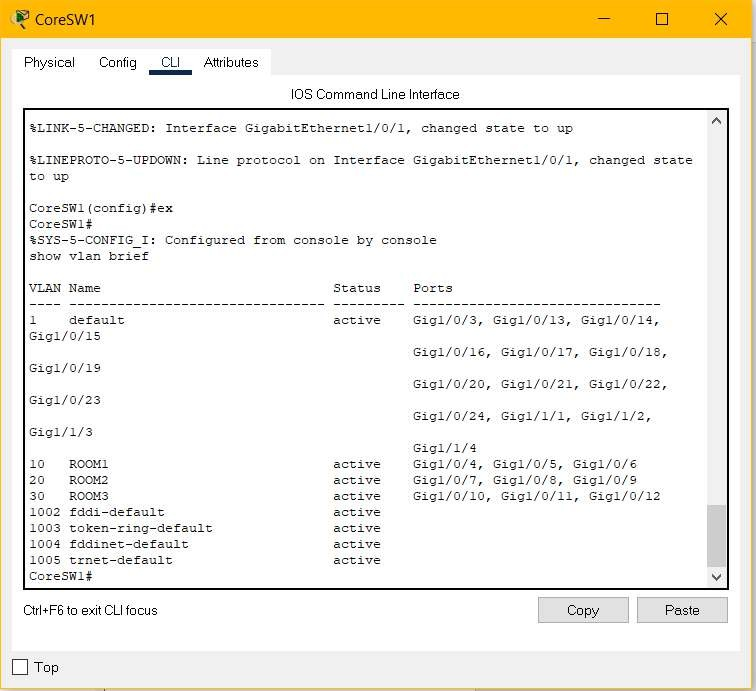 CoreSW1
Physical Config CLI Attributes
IOS Command Line Interface
%LINK-5-CHANGED: Interface GigabitEthernet1/0/1, changed state to up
%LINEPROTO-5-UPDOWN: Line protocol on Interface GigabitEthernet1/0/1, changed state
to up
CoreSW1(config)#ex
CoreSW1#
%SYS-5-CONFIG_I: Configured from console by console
show vlan brief
VLAN Name                             Status    Ports
---- -------------------------------- --------- -------------------------------
1    default                          active    Gig1/0/3, Gig1/0/13, Gig1/0/14,
Gig1/0/15
                                                Gig1/0/16, Gig1/0/17, Gig1/0/18,
Gig1/0/19
                                                Gig1/0/20, Gig1/0/21, Gig1/0/22,
Gig1/0/23
                                                Gig1/0/24, Gig1/1/1, Gig1/1/2,
Gig1/1/3
                                                Gig1/1/4
10   ROOM1                            active    Gig1/0/4, Gig1/0/5, Gig1/0/6
20   ROOM2                            active    Gig1/0/7, Gig1/0/8, Gig1/0/9
30   ROOM3                            active    Gig1/0/10, Gig1/0/11, Gig1/0/12
1002 fddi-default                     active
1003 token-ring-default               active
1004 fddinet-default                  active
1005 trnet-default                    active
CoreSW1#
Ctrl+F6 to exit CLI focus
Copy Paste
Top